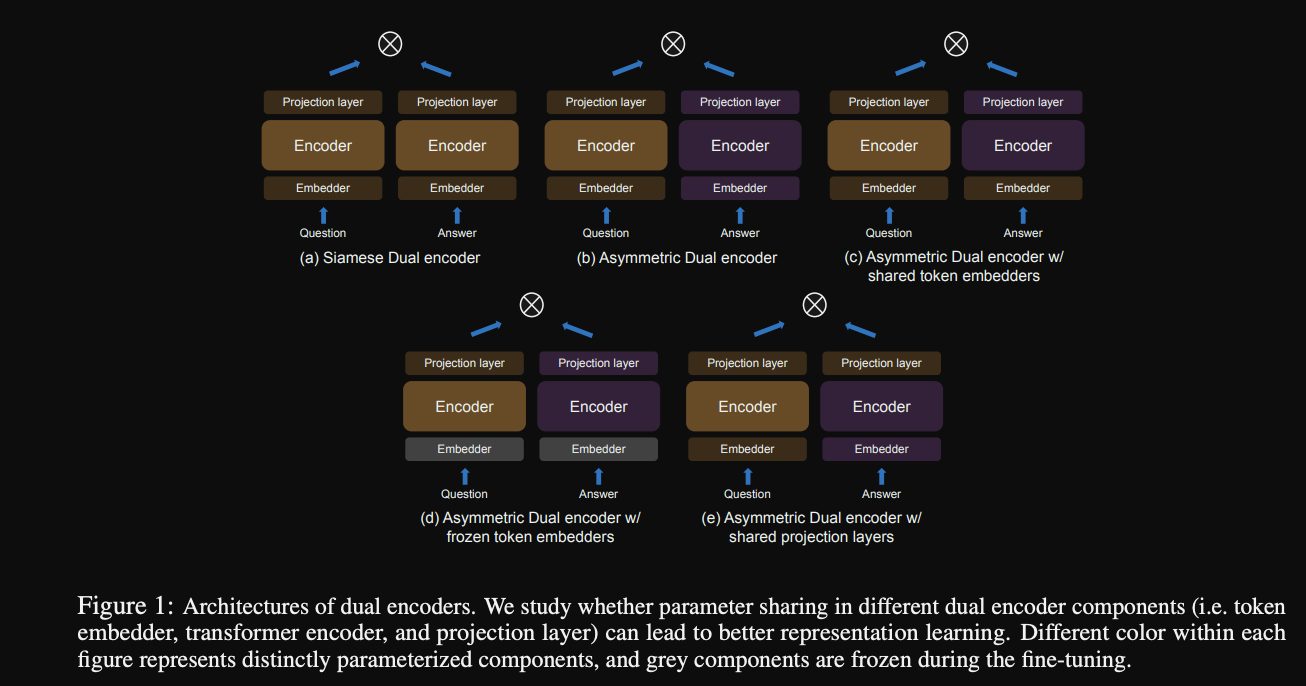 Projection layer Projection layer Projection layer Projection layer Projection layer Projection layer
Encoder Encoder Encoder Encoder Encoder Encoder
Embedder Embedder Embedder Embedder Embedder Embedder
Question Answer Question Answer Question Answer
(a) Siamese Dual encoder (b) Asymmetric Dual encoder (c) Asymmetric Dual encoder w/
shared token embedders
Projection layer Projection layer Projection layer Projection layer
Encoder Encoder Encoder Encoder
Embedder Embedder Embedder Embedder
Question Answer Question Answer
(d) Asymmetric Dual encoder w/ (e) Asymmetric Dual encoder w/
frozen token embedders shared projection layers
Figure 1: Architectures of dual encoders. We study whether parameter sharing in different dual encoder components (i.e. token
embedder, transformer encoder, and projection layer) can lead to better representation learning. Different color within each
figure represents distinctly parameterized components, and grey components are frozen during the fine-tuning.